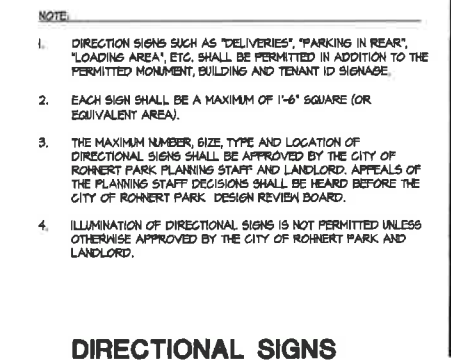 NOTE:
1. DIRECTION SIGNS SUCH AS "DELIVERIES", "PARKING IN REAR",
"LOADING AREA", ETC. SHALL BE PERMITTED IN ADDITION TO THE
PERMITTED MONUMENT, BUILDING AND TENANT ID SIGNAGE.
2. EACH SIGN SHALL BE A MAXIMUM OF 1'-6" SQUARE (OR
EQUIVALENT AREA).
3. THE MAXIMUM NUMBER, SIZE, TYPE AND LOCATION OF
DIRECTIONAL SIGNS SHALL BE APPROVED BY THE CITY OF
ROHNERT PARK PLANNING STAFF AND LANDLORD. APPEALS OF
THE PLANNING STAFF DECISIONS SHALL BE HEARD BEFORE THE
CITY OF ROHNERT PARK DESIGN REVIEW BOARD.
4. ILLUMINATION OF DIRECTIONAL SIGNS IS NOT PERMITTED UNLESS
OTHERWISE APPROVED BY THE CITY OF ROHNERT PARK AND
LANDLORD.
DIRECTIONAL SIGNS